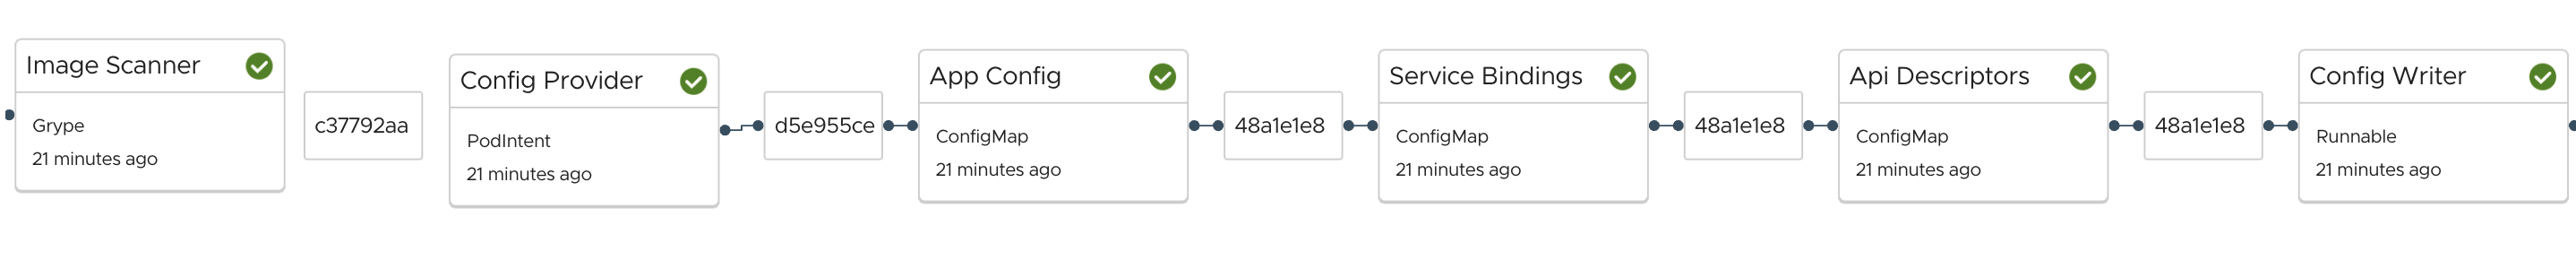 Image Scanner
Grype
21 minutes ago
c37792aa
Config Provider
PodIntent
21 minutes ago
d5e955ce
App Config
ConfigMap
21 minutes ago
48a1e1e8
Service Bindings
ConfigMap
21 minutes ago
48a1e1e8
Api Descriptors
ConfigMap
21 minutes ago
48a1e1e8
Config Writer
Runnable
21 minutes ago